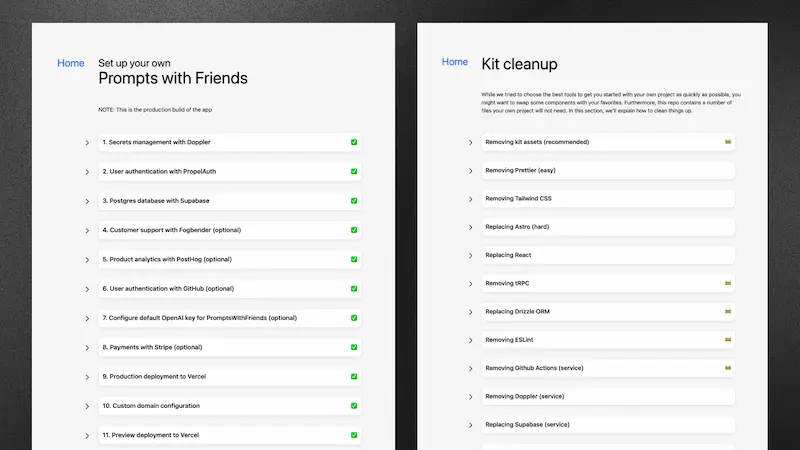 Home
Set up your own
Prompts with Friends
NOTE: This is the production build of the app
1. Secrets management with Doppler
2. User authentication with PropelAuth
3. Postgres database with Supabase
4. Customer support with Fogbender (optional)
5. Product analytics with PostHog (optional)
6. User authentication with GitHub (optional)
7. Configure default OpenAI key for PromptsWithFriends (optional)
8. Payments with Stripe (optional)
9. Production deployment to Vercel
10. Custom domain configuration
11. Preview deployment to Vercel
Home
Kit cleanup
While we tried to choose the best tools to get you started with your own project as quickly as possible, you
might want to swap some components with your favorites. Furthermore, this repo contains a number of
files your own project will not need. In this section, we'll explain how to clean things up.
Removing kit assets (recommended)
Removing Prettier (easy)
Removing Tailwind CSS
Replacing Astro (hard)
Replacing React
Removing tRPC
Replacing Drizzle ORM
Removing ESLint
Removing Github Actions (service)
Removing Doppler (service)
Replacing Supabase (service)